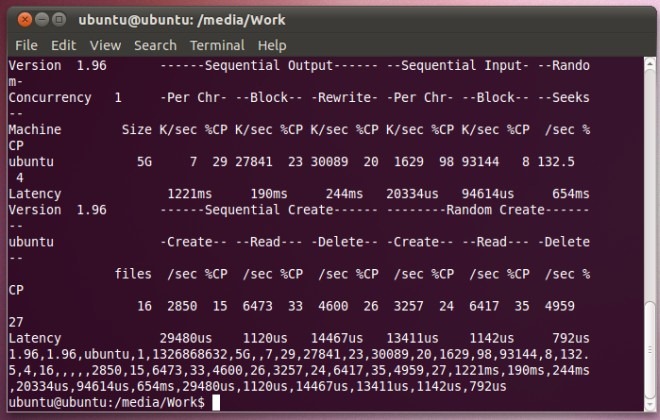 ubuntu@ubuntu: /media/Work
File Edit View Search Terminal Help
Version  1.96       ------Sequential Output------ --Sequential Input- --Rando
m-
Concurrency   1     -Per Chr- --Block-- -Rewrite- -Per Chr- --Block-- --Seeks
--
Machine        Size K/sec %CP K/sec %CP K/sec %CP K/sec %CP K/sec %CP  /sec %
CP
ubuntu           5G     7  29 27841  23 30089  20  1629  98 93144   8 132.5
 4
Latency              1221ms     190ms     244ms   20334us   94614us     654ms
Version  1.96       ------Sequential Create------ --------Random Create------
--
ubuntu              -Create-- --Read--- -Delete-- -Create-- --Read--- -Delete
--
              files  /sec %CP  /sec %CP  /sec %CP  /sec %CP  /sec %CP  /sec %
CP
                 16  2850  15  6473  33  4600  26  3257  24  6417  35  4959
27
Latency             29480us    1120us   14467us   13411us    1142us     792us
1.96,1.96,ubuntu,1,1326868632,5G,,7,29,27841,23,30089,20,1629,98,93144,8,132.
5,4,16,,,,,2850,15,6473,33,4600,26,3257,24,6417,35,4959,27,1221ms,190ms,244ms
,20334us,94614us,654ms,29480us,1120us,14467us,13411us,1142us,792us
ubuntu@ubuntu:/media/Work$